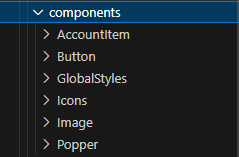 components
AccountItem
Button
GlobalStyles
Icons
Image
Popper